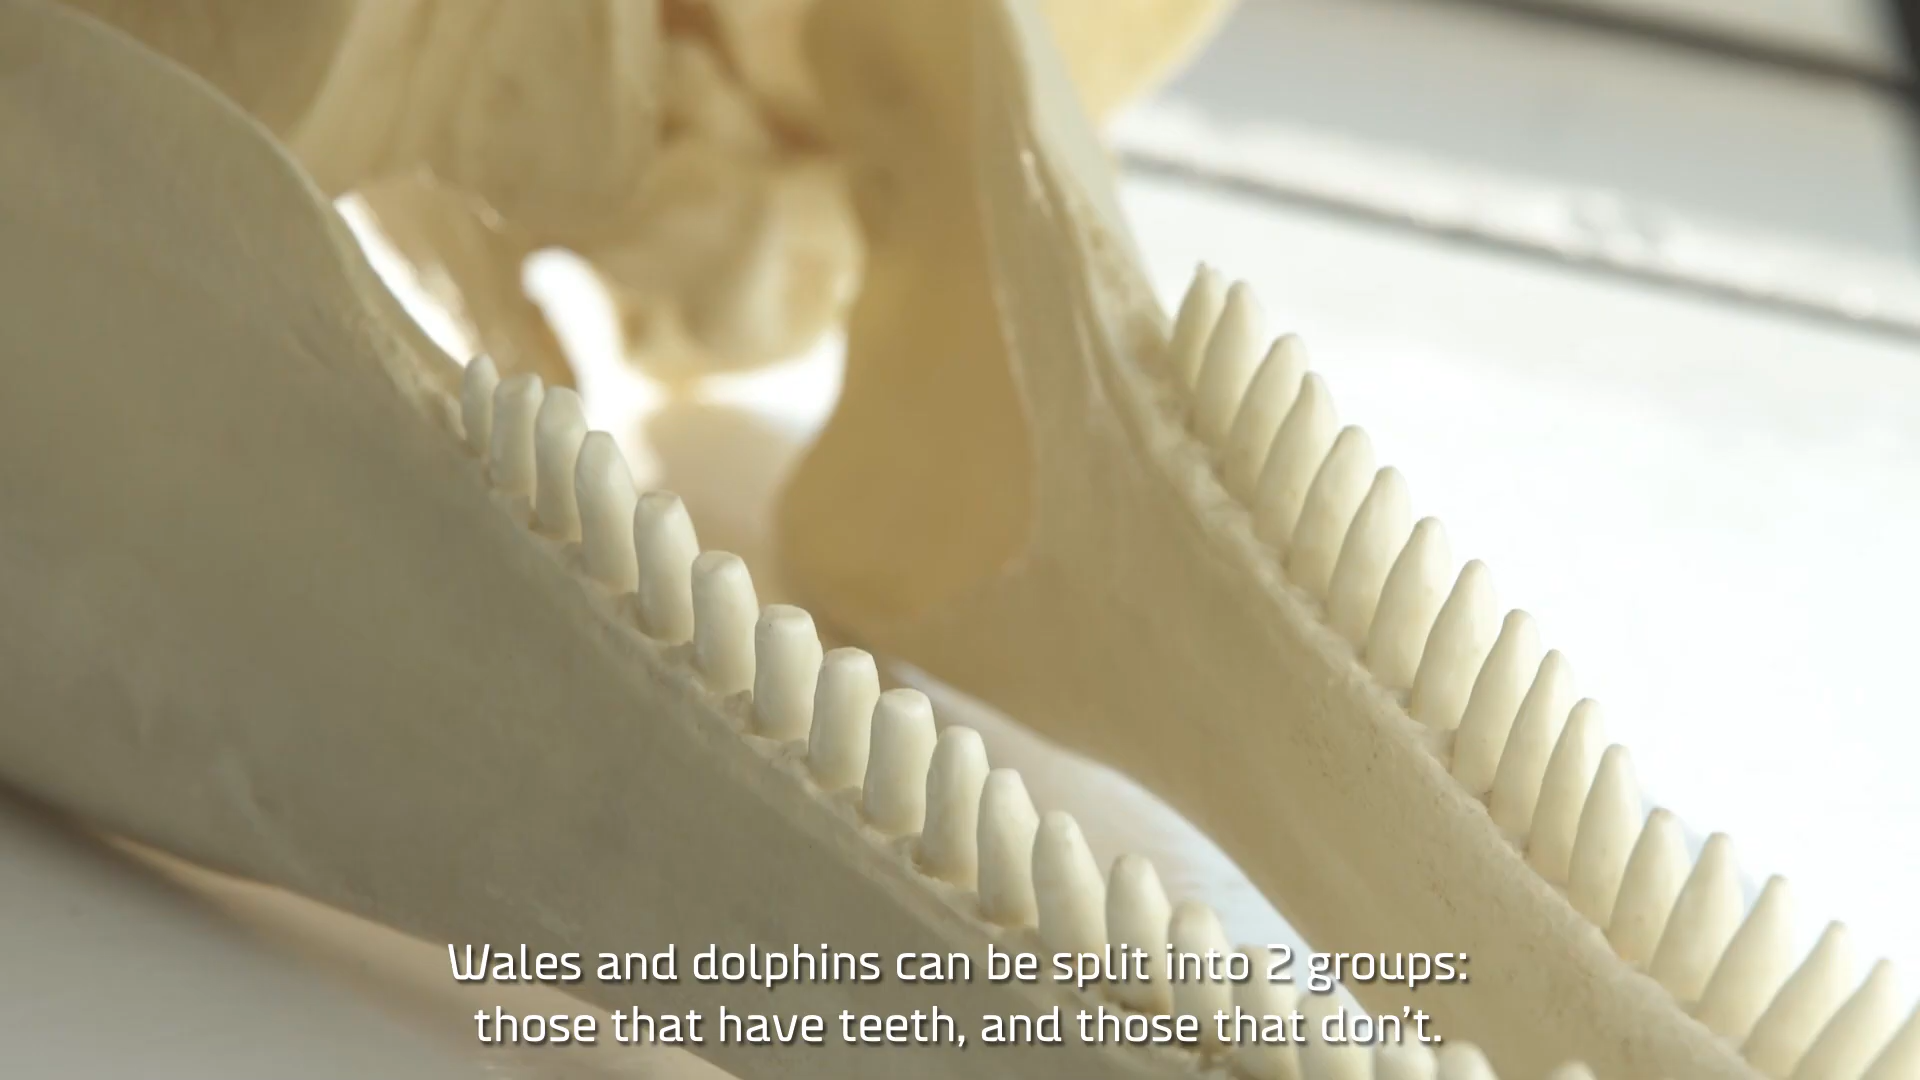 Wales and dolphins can be split into 2 groups:
those that have teeth, and those that don't.